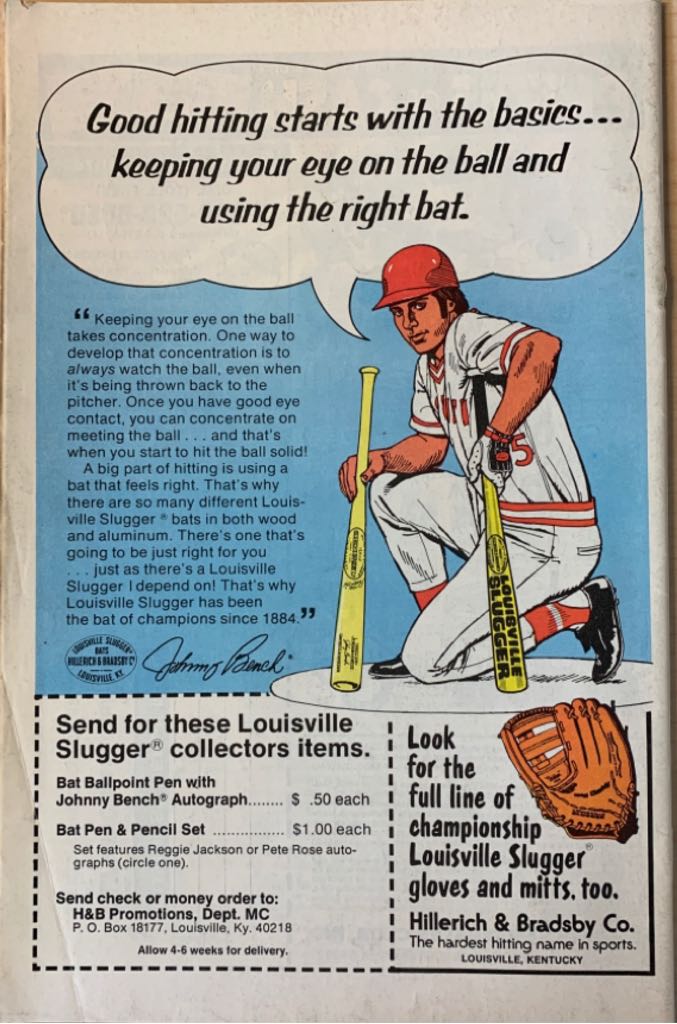 Good hitting starts with the basics...
keeping your eye on the ball and
using the right bat.
“Keeping your eye on the ball
takes concentration. One way to
develop that concentration is to
always watch the ball, even when
it's being thrown back to the
pitcher. Once you have good eye
contact, you can concentrate on
meeting the ball . . . and that's
when you start to hit the ball solid!
A big part of hitting is using a
bat that feels right. That's why
there are so many different Louis-
ville Slugger® bats in both wood
and aluminum. There's one that's
going to be just right for you
. . . just as there's a Louisville
Slugger I depend on! That's why
Louisville Slugger has been
the bat of champions since 1884.”
LOUISVILLE SLUGGER
BATS
HILLERICH & BRADSBY Co
LOUISVILLE, KY.
Johnny Bench®
5
LOUISVILLE
SLUGGER
Send for these Louisville
Slugger® collectors items.
Bat Ballpoint Pen with
Johnny Bench® Autograph........ $ .50 each
Bat Pen & Pencil Set ............... $1.00 each
Set features Reggie Jackson or Pete Rose auto-
graphs (circle one).
Send check or money order to:
H&B Promotions, Dept. MC
P. O. Box 18177, Louisville, Ky. 40218
Allow 4-6 weeks for delivery.
Look
for the
full line of
championship
Louisville Slugger®
gloves and mitts, too.
Hillerich & Bradsby Co.
The hardest hitting name in sports.
LOUISVILLE, KENTUCKY